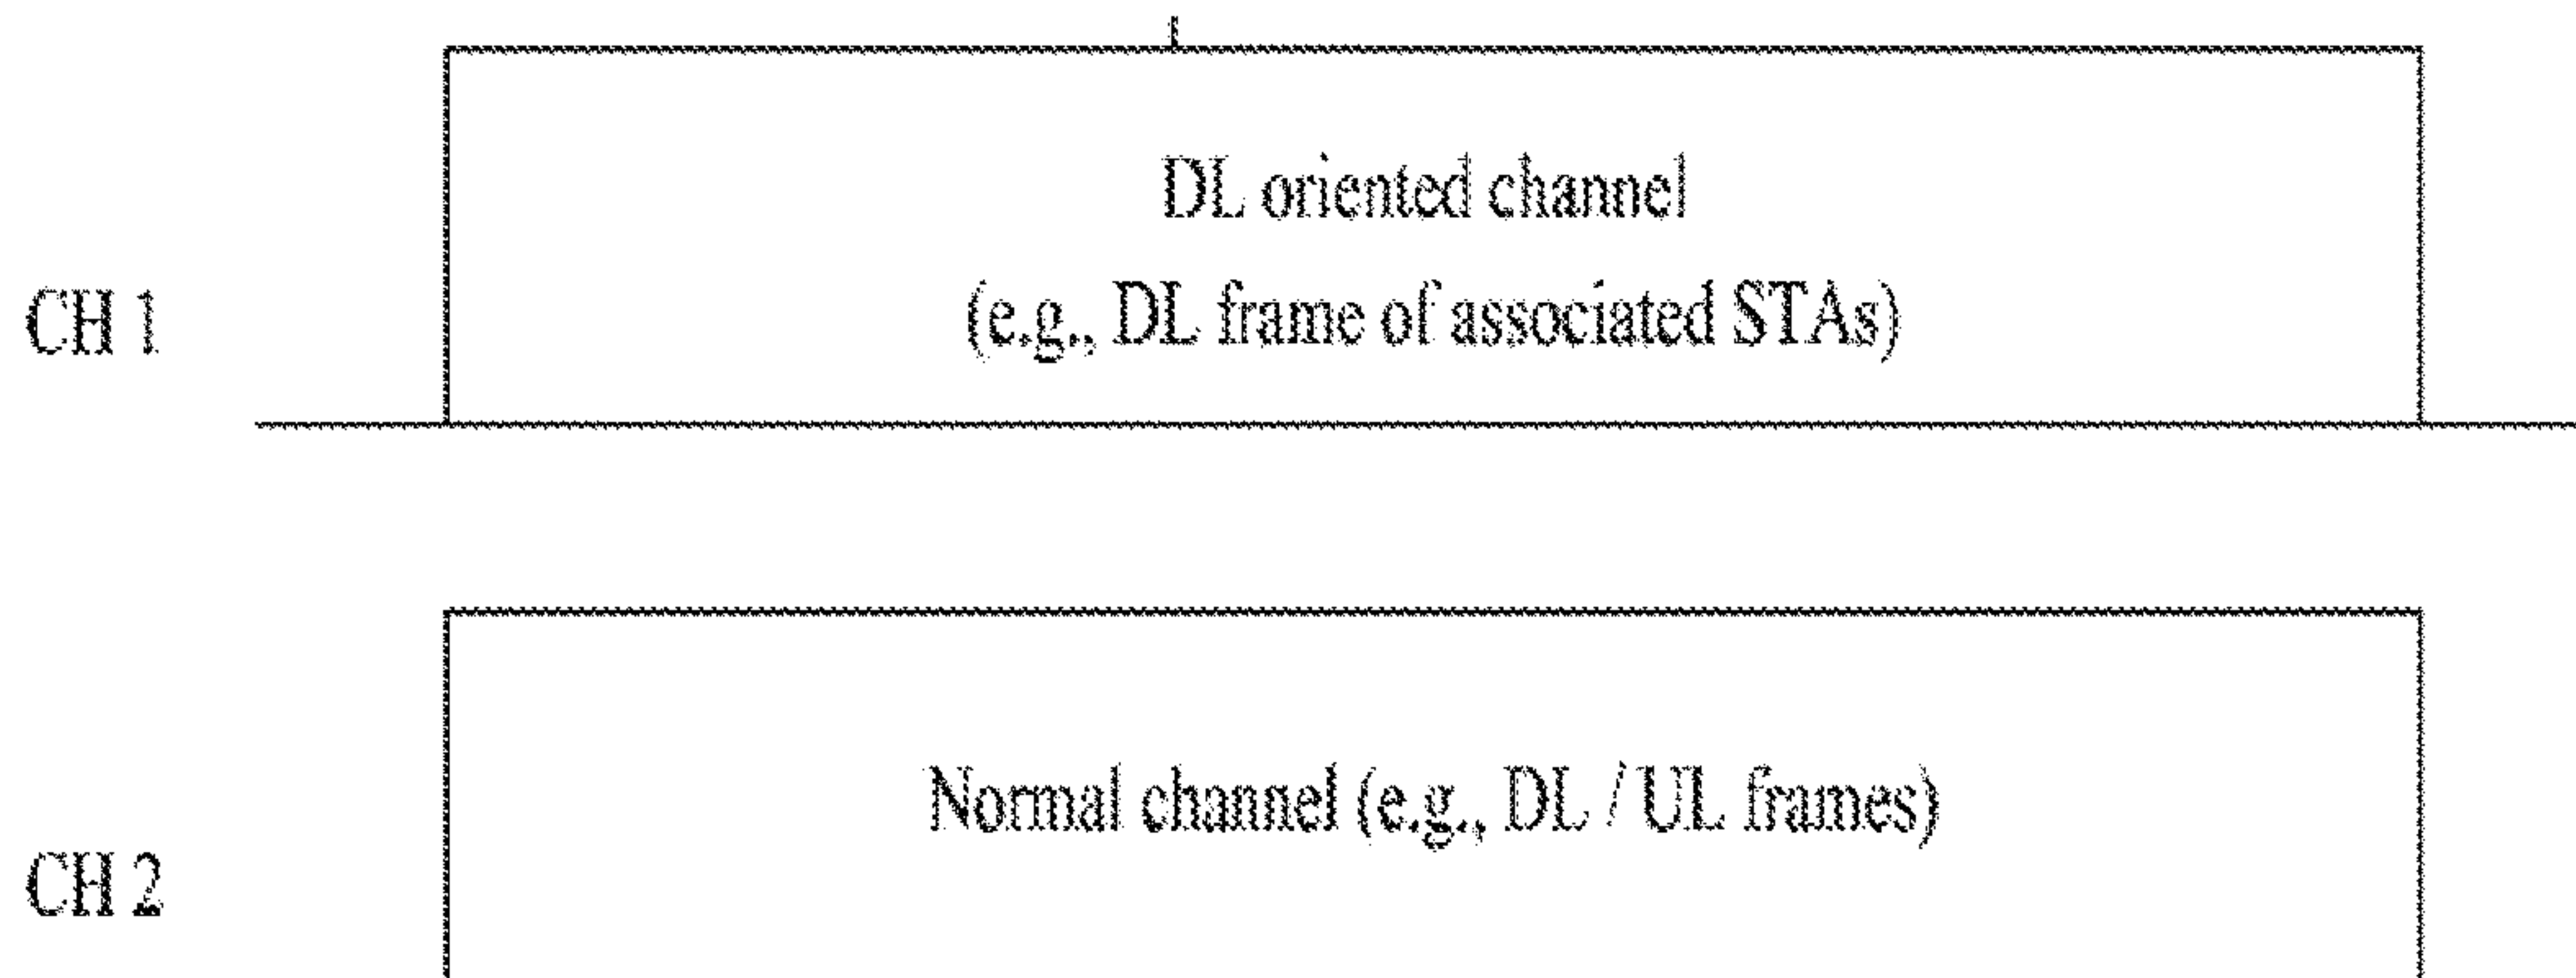 DL oriented channel
(e.g., DL frame of associated STAs)
CH 1
Normal channel (e.g., DL / UL frames)
CH 2